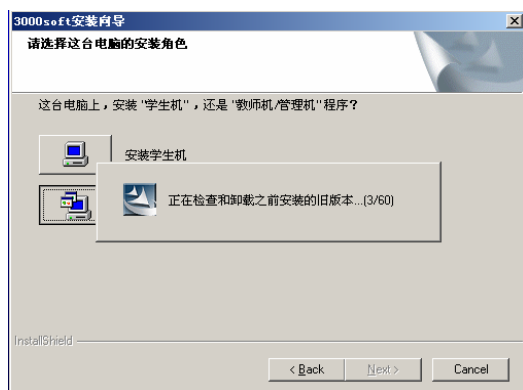 3000soft安装向导
请选择这台电脑的安装角色
这台电脑上，安装 '学生机'' ，还是 '教师机/管理机''程序？
安装学生机
正在检查和卸载之前安装的旧版本...(3/60)
InstallShield
< Back
Next >
Cancel